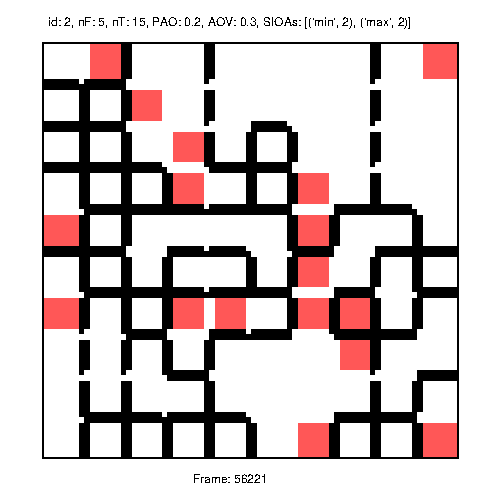 id: 2, nF: 5, nT: 15, PAO: 0.2, AOV: 0.3, SIOAs: [('min', 2), ('max', 2)]
Frame: 56221